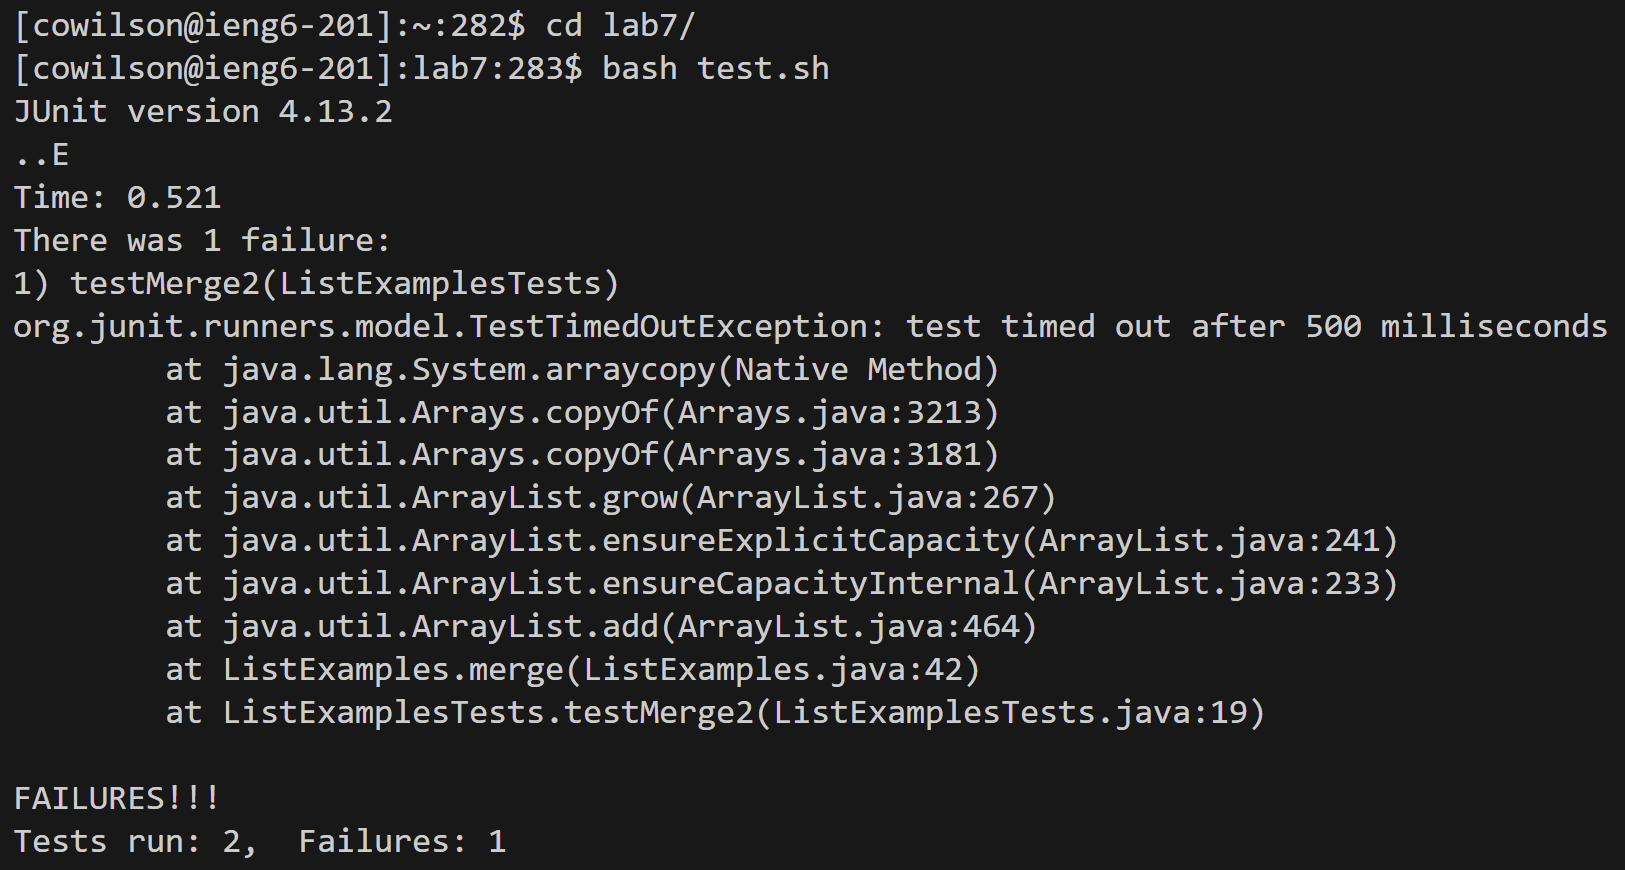 [cowilson@ieng6-201]:~:282$ cd lab7/
[cowilson@ieng6-201]:lab7:283$ bash test.sh
JUnit version 4.13.2
..E
Time: 0.521
There was 1 failure:
1) testMerge2(ListExamplesTests)
org.junit.runners.model.TestTimedOutException: test timed out after 500 milliseconds
        at java.lang.System.arraycopy(Native Method)
        at java.util.Arrays.copyOf(Arrays.java:3213)
        at java.util.Arrays.copyOf(Arrays.java:3181)
        at java.util.ArrayList.grow(ArrayList.java:267)
        at java.util.ArrayList.ensureExplicitCapacity(ArrayList.java:241)
        at java.util.ArrayList.ensureCapacityInternal(ArrayList.java:233)
        at java.util.ArrayList.add(ArrayList.java:464)
        at ListExamples.merge(ListExamples.java:42)
        at ListExamplesTests.testMerge2(ListExamplesTests.java:19)

FAILURES!!!
Tests run: 2,  Failures: 1